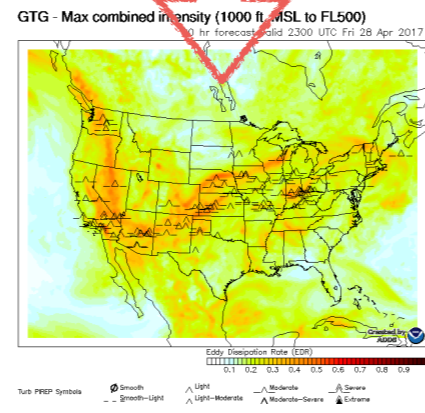 GTG - Max combined intensity (1000 ft. MSL to FL500)
0 hr forecast valid 2300 UTC Fri 28 Apr 2017
Created by
ADDS
Eddy Dissipation Rate (EDR)
0.1 0.2 0.3 0.4 0.5 0.6 0.7 0.8 0.9
Turb PIREP Symbols
Smooth Light Moderate Severe
Smooth-Light Light-Moderate Moderate-Severe Extreme